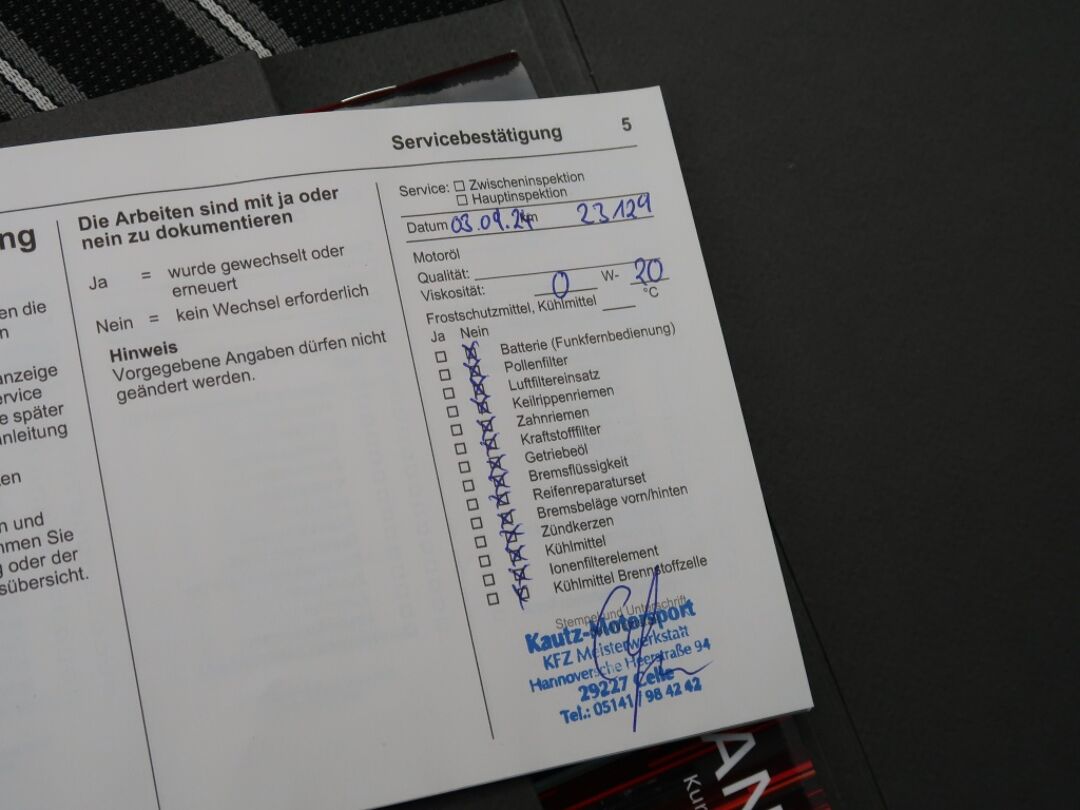 Servicebestätigung 5
ng
en die
n
anzeige
ervice
e später
nleitung
en
n und
hmen Sie
g oder der
sübersicht.
Die Arbeiten sind mit ja oder
nein zu dokumentieren
Ja = wurde gewechselt oder
erneuert
Nein = kein Wechsel erforderlich
Hinweis
Vorgegebene Angaben dürfen nicht
geändert werden.
Service: Zwischeninspektion
Hauptinspektion
Datum 03.09.24 km 23129
Motoröl
Qualität:
Viskosität: 0 W- 20
Frostschutzmittel, Kühlmittel °C
Ja Nein
Batterie (Funkfernbedienung)
Pollenfilter
Luftfiltereinsatz
Keilrippenriemen
Zahnriemen
Kraftstofffilter
Getriebeöl
Bremsflüssigkeit
Reifenreparaturset
Bremsbeläge vorn/hinten
Zündkerzen
Kühlmittel
Ionenfilterelement
Kühlmittel Brennstoffzelle
Stempel und Unterschrift
Kautz-Motorsport
KFZ Meisterwerkstatt
Hannoversche Heerstraße 94
29227 Celle
Tel.: 05141 / 98 42 42
AN
Kur